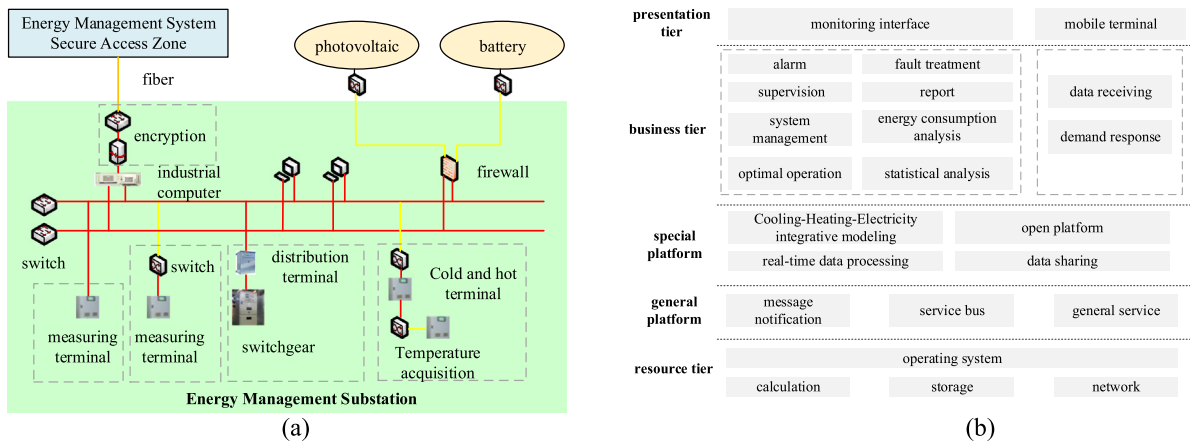 Energy Management System
Secure Access Zone
photovoltaic
battery
fiber
encryption
industrial
computer
firewall
switch
switch
distribution
terminal
Cold and hot
terminal
measuring
terminal
measuring
terminal
switchgear
Temperature
acquisition
Energy Management Substation
(a)
presentation
tier
monitoring interface
mobile terminal
business tier
alarm
fault treatment
supervision
report
system
management
energy consumption
analysis
optimal operation
statistical analysis
data receiving
demand response
special
platform
Cooling-Heating-Electricity
integrative modeling
open platform
real-time data processing
data sharing
general
platform
message
notification
service bus
general service
resource tier
operating system
calculation
storage
network
(b)